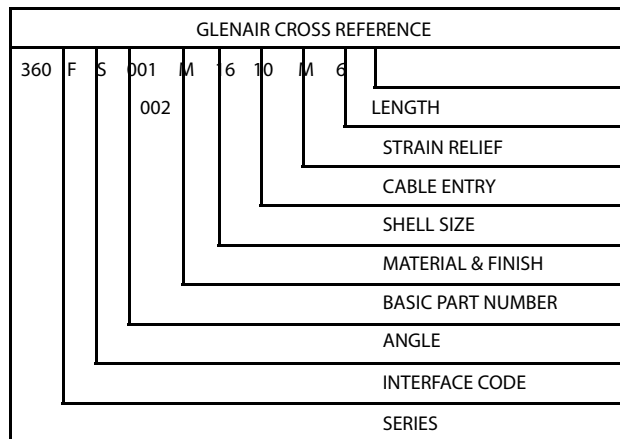 GLENAIR CROSS REFERENCE
360 F S 001 M 16 10 M 6
002
LENGTH
STRAIN RELIEF
CABLE ENTRY
SHELL SIZE
MATERIAL & FINISH
BASIC PART NUMBER
ANGLE
INTERFACE CODE
SERIES